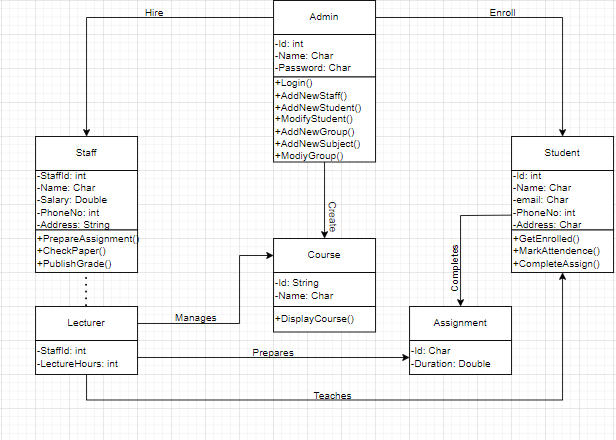 Hire
Admin
Enroll
-Id: int
-Name: Char
-Password: Char
+Login()
+AddNewStaff()
+AddNewStudent()
+ModifyStudent()
+AddNewGroup()
+AddNewSubject()
+ModiyGroup()
Staff
-StaffId: int
-Name: Char
-Salary: Double
-PhoneNo: int
-Address: String
+PrepareAssignment()
+CheckPaper()
+PublishGrade()
Student
-Id: int
-Name: Char
-email: Char
-PhoneNo: int
-Address: Char
+GetEnrolled()
+MarkAttendence()
+CompleteAssign()
Create
Completes
Course
-Id: String
-Name: Char
+DisplayCourse()
Lecturer
-StaffId: int
-LectureHours: int
Manages
Prepares
Assignment
-Id: Char
-Duration: Double
Teaches